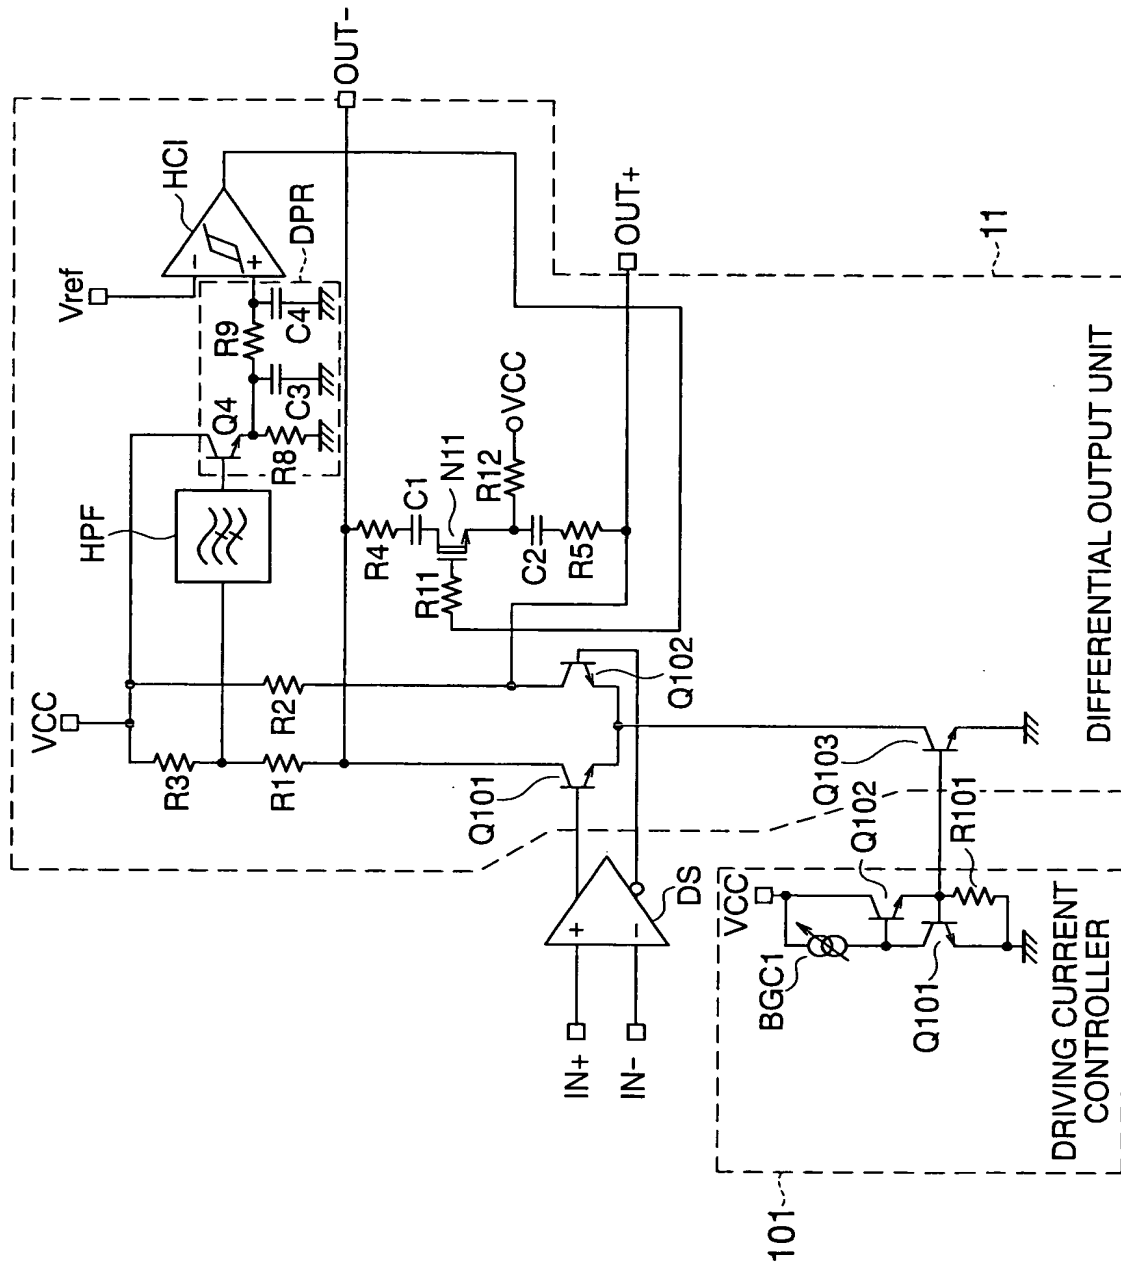 VCC
R3
R1
R2
HPF
Q4
R8
C3
R9
C4
DPR
Vref
HCI
-
+
OUT-
R4
C1
N11
R11
R12
VCC
C2
R5
OUT+
Q101
Q102
IN+
IN-
+
-
DS
Q103
11
DIFFERENTIAL OUTPUT UNIT
VCC
BGC1
Q102
Q101
R101
DRIVING CURRENT
CONTROLLER
101